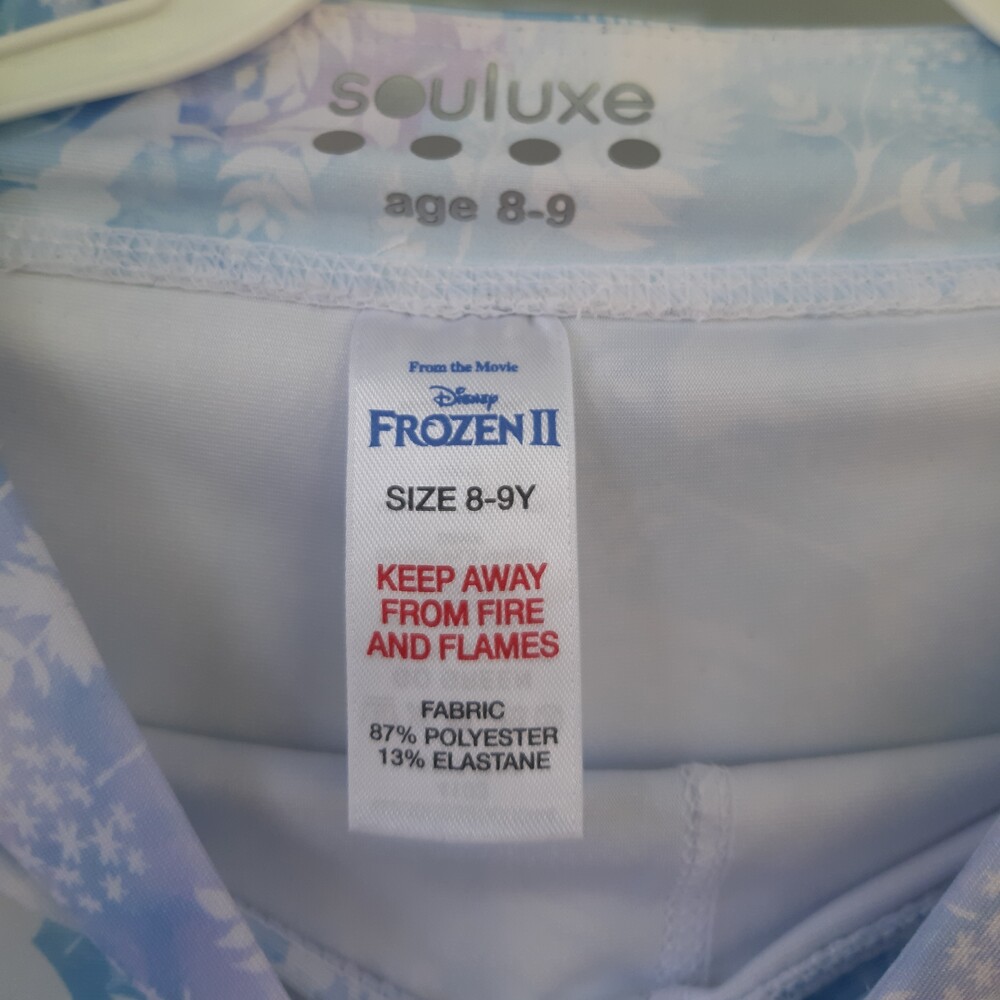 souluxe
age 8-9
From the Movie
Disney
FROZEN II
SIZE 8-9Y
KEEP AWAY
FROM FIRE
AND FLAMES
FABRIC
87% POLYESTER
13% ELASTANE